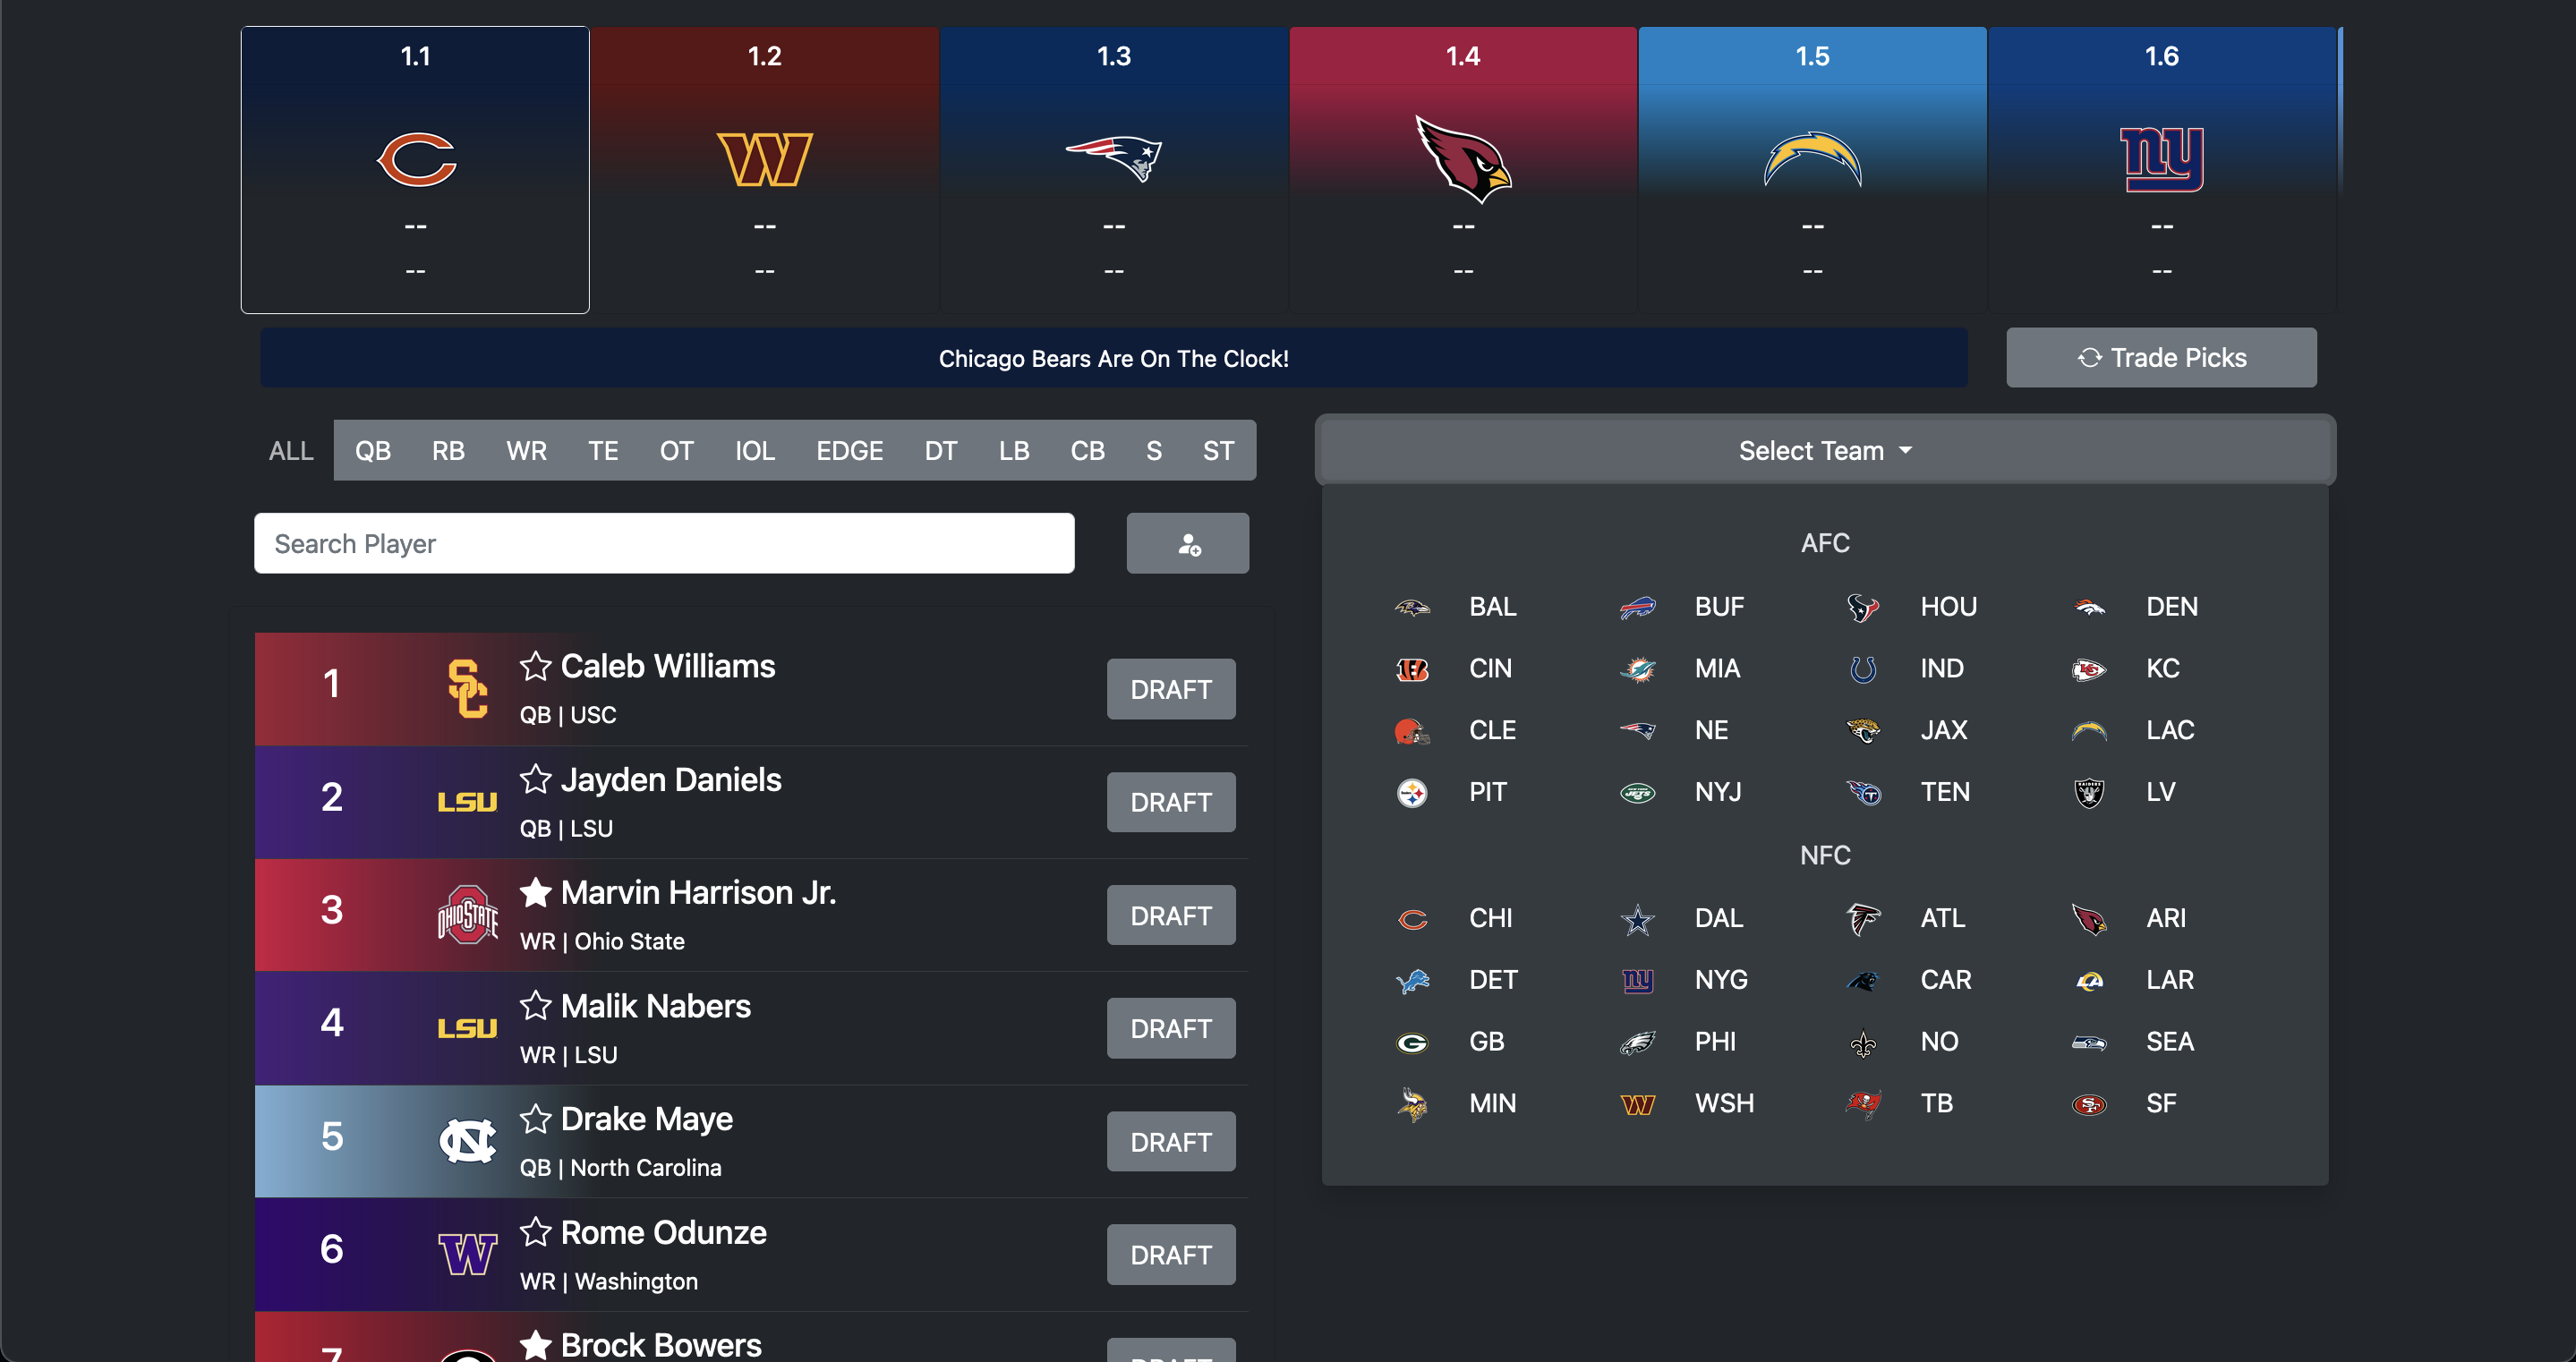 1.1 1.2 1.3 1.4 1.5 1.6
-- -- -- -- -- --
-- -- -- -- -- --
Chicago Bears Are On The Clock!
Trade Picks
ALL QB RB WR TE OT IOL EDGE DT LB CB S ST
Search Player
1 Caleb Williams DRAFT
QB | USC
2 LSU Jayden Daniels DRAFT
QB | LSU
3 OHIO STATE Marvin Harrison Jr. DRAFT
WR | Ohio State
4 LSU Malik Nabers DRAFT
WR | LSU
5 Drake Maye DRAFT
QB | North Carolina
6 W Rome Odunze DRAFT
WR | Washington
7 Brock Bowers DRAFT
Select Team
AFC
BAL BUF HOU DEN
CIN MIA IND KC
CLE NE JAX LAC
PIT NYJ TEN LV
NFC
CHI DAL ATL ARI
DET NYG CAR LAR
GB PHI NO SEA
MIN WSH TB SF